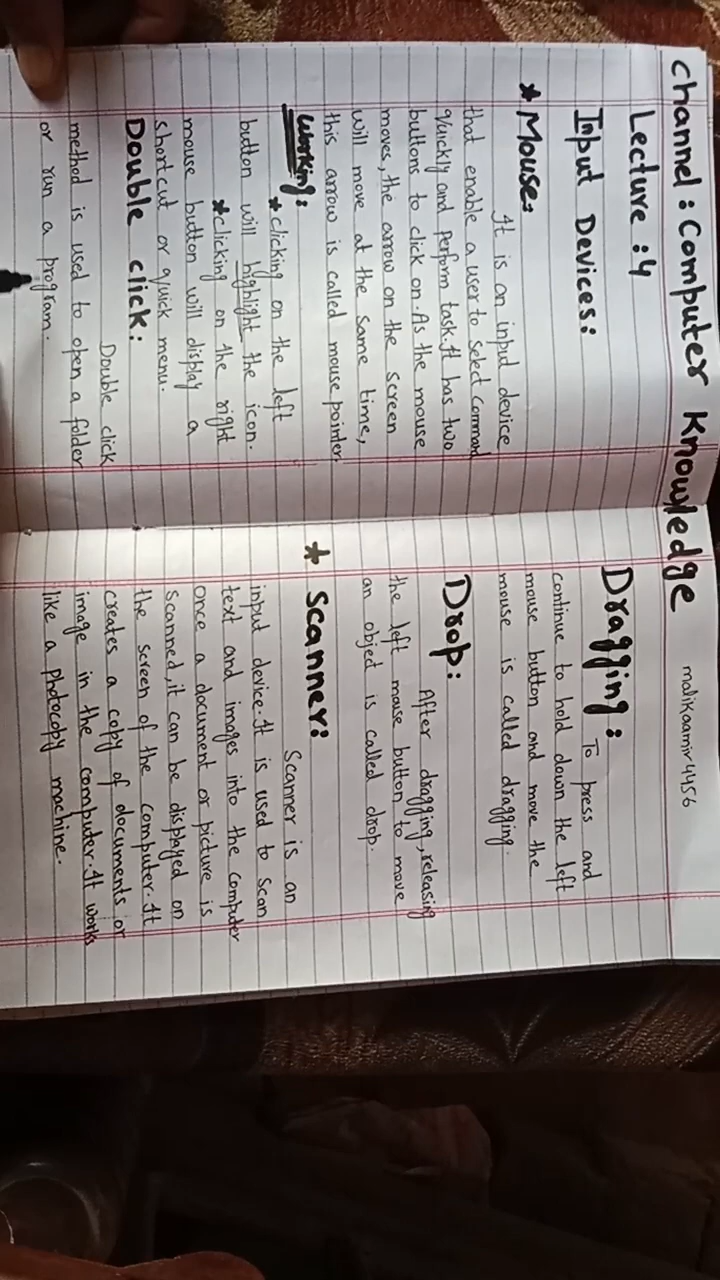 Channel : Computer Knowledge
malikaamir4456
Lecture : 4
Input Devices:
* Mouse:
It is an input device
that enable a user to select command
quickly and perform task. It has two
buttons to click on. As the mouse
moves, the arrow on the screen
will move at the same time,
this arrow is called mouse pointer.
Working:
* clicking on the left
button will highlight the icon.
* clicking on the right
mouse button will display a
shortcut or quick menu.
Double click:
Double click
method is used to open a folder
or run a program.
Dragging:
To press and
continue to hold down the left
mouse button and move the
mouse is called dragging.
Drop:
After dragging, releasing
the left mouse button to move
an object is called drop.
* Scanner:
Scanner is an
input device. It is used to scan
text and images into the computer
once a document or picture is
scanned, it can be displayed on
the screen of the computer. It
creates a copy of documents or
image in the computer. It works
like a photocopy machine.